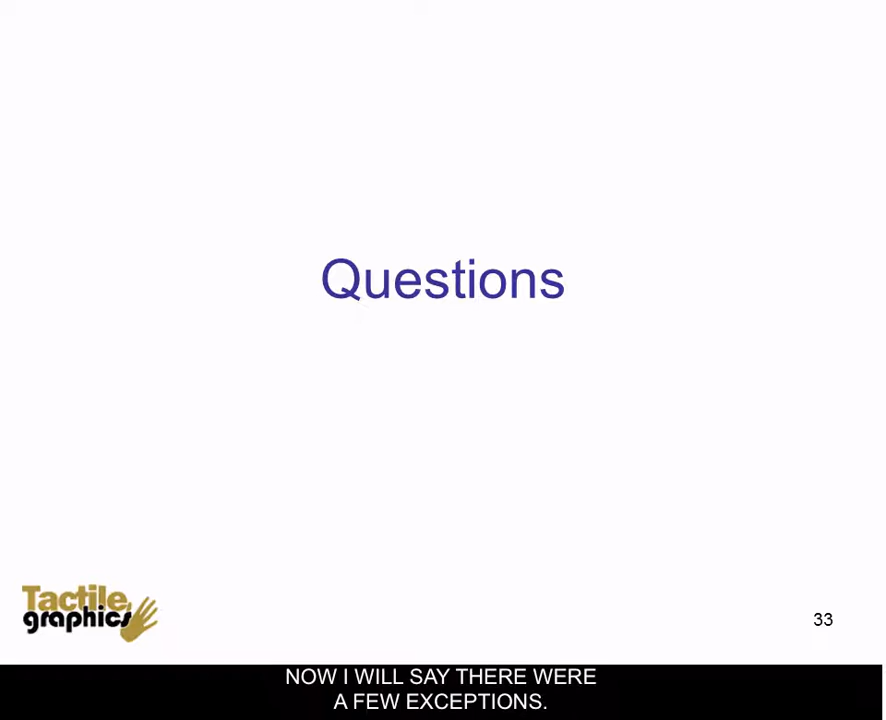 Questions
Tactile
graphics
33
NOW I WILL SAY THERE WERE
A FEW EXCEPTIONS.